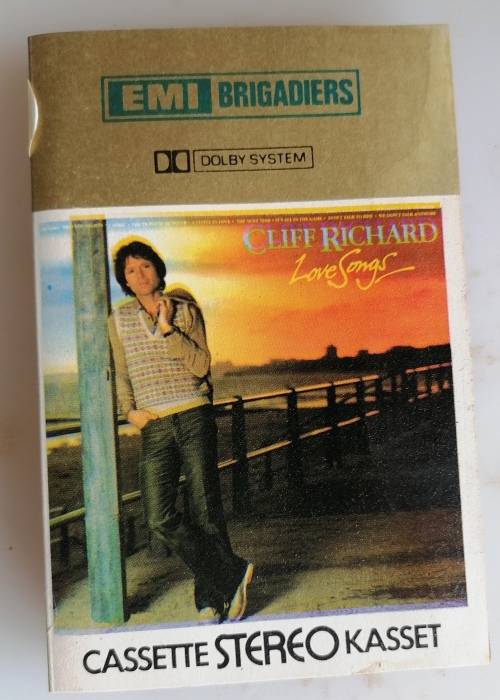 EMI BRIGADIERS
DOLBY SYSTEM
CLIFF RICHARD
Love Songs
CASSETTE STEREO KASSET